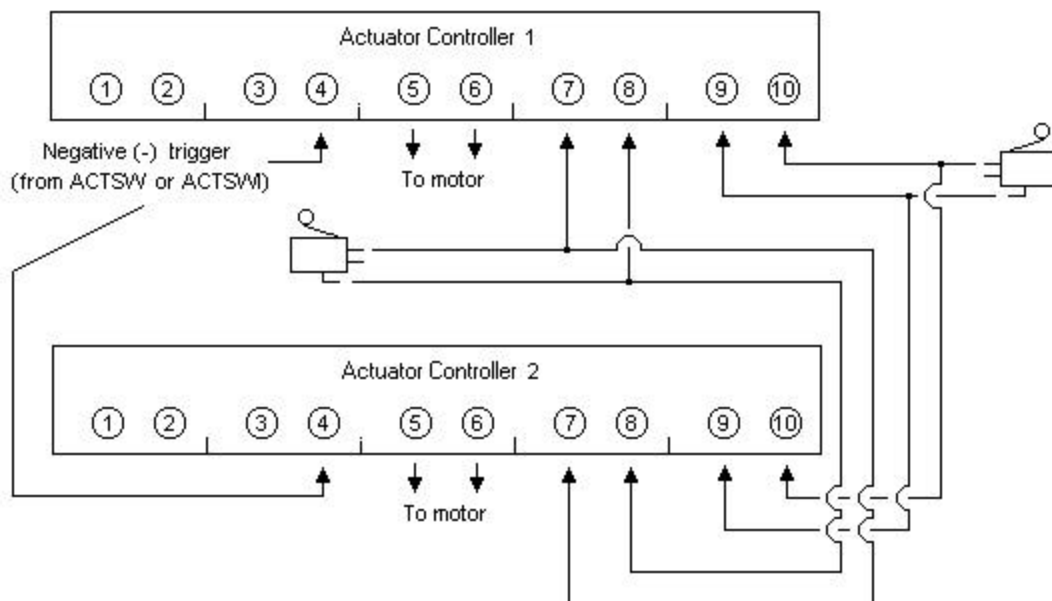 Actuator Controller 1
1 2 3 4 5 6 7 8 9 10
Negative (-) trigger
(from ACTSW or ACTSWI)
To motor
Actuator Controller 2
1 2 3 4 5 6 7 8 9 10
To motor